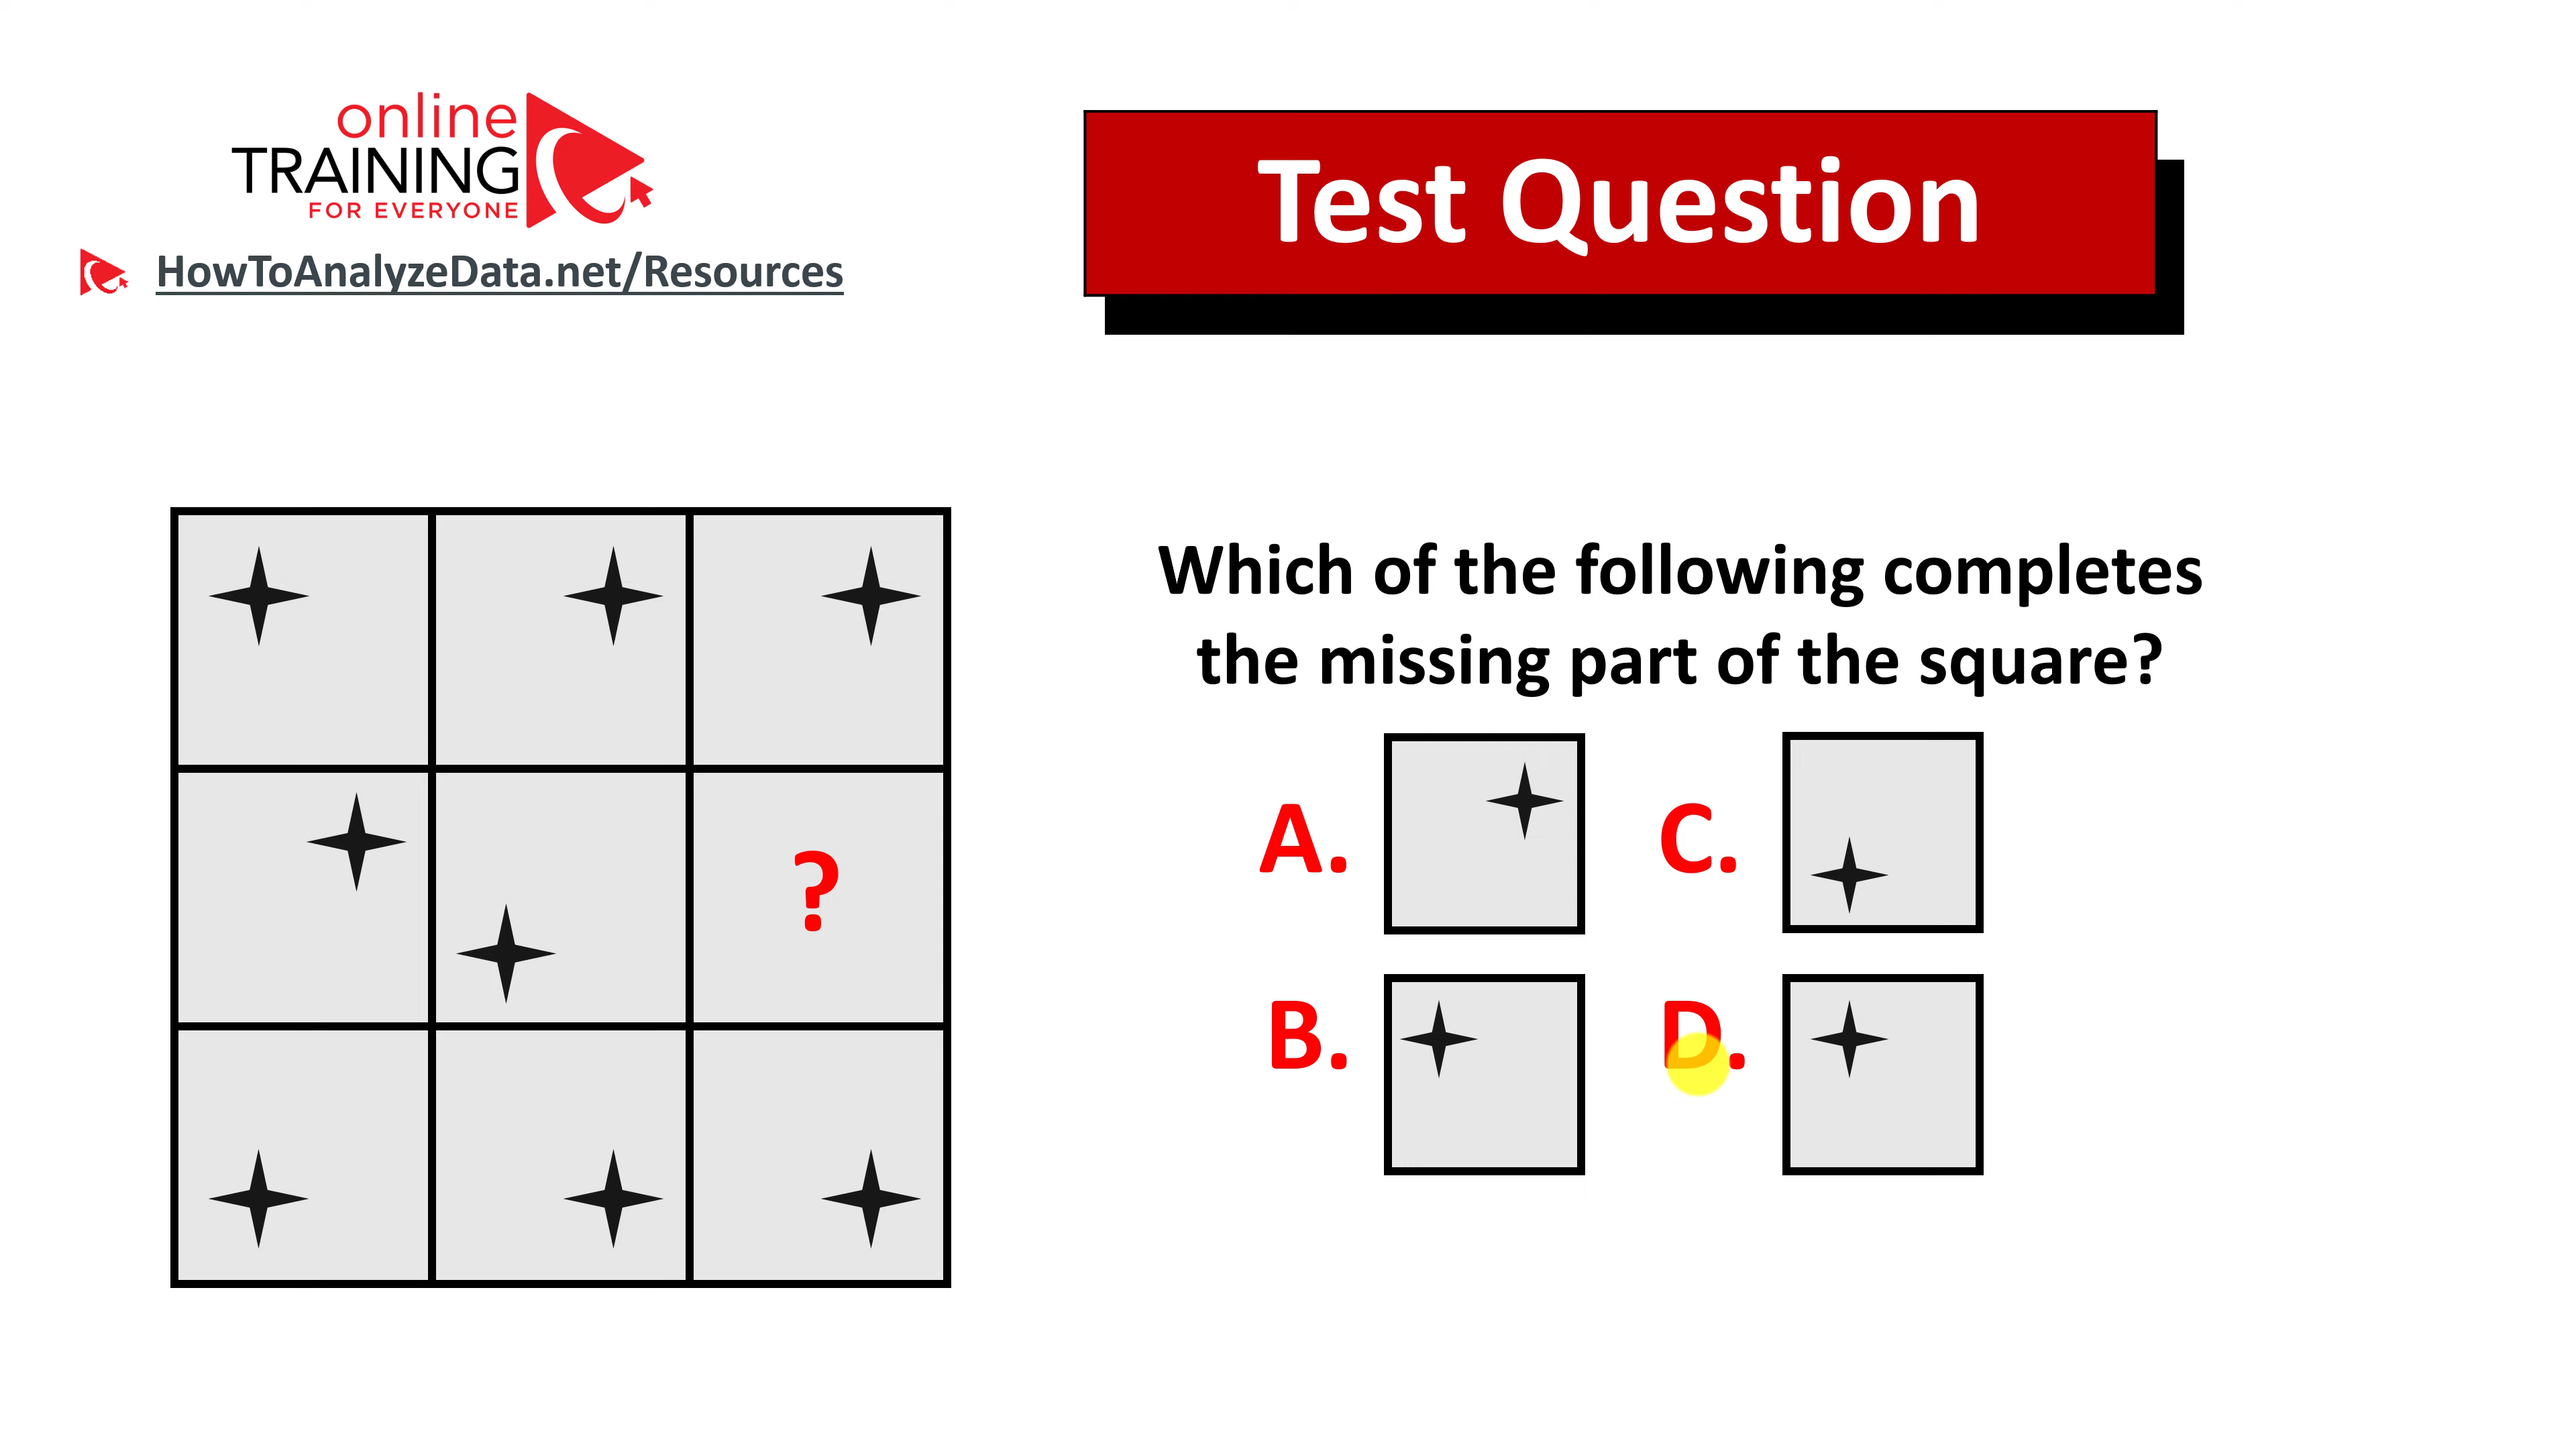 online
TRAINING
FOR EVERYONE
HowToAnalyzeData.net/Resources
Test Question
?
Which of the following completes
the missing part of the square?
A.
C.
B.
D.